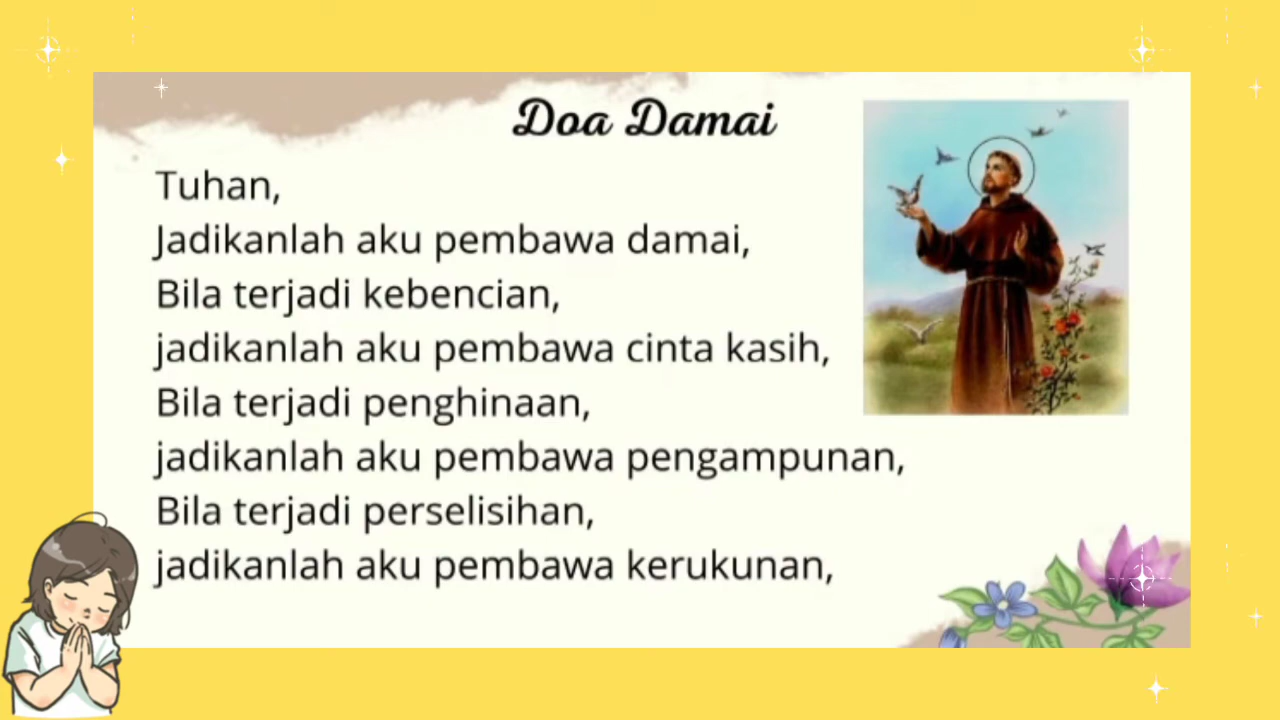 Doa Damai
Tuhan,
Jadikanlah aku pembawa damai,
Bila terjadi kebencian,
jadikanlah aku pembawa cinta kasih,
Bila terjadi penghinaan,
jadikanlah aku pembawa pengampunan,
Bila terjadi perselisihan,
jadikanlah aku pembawa kerukunan,